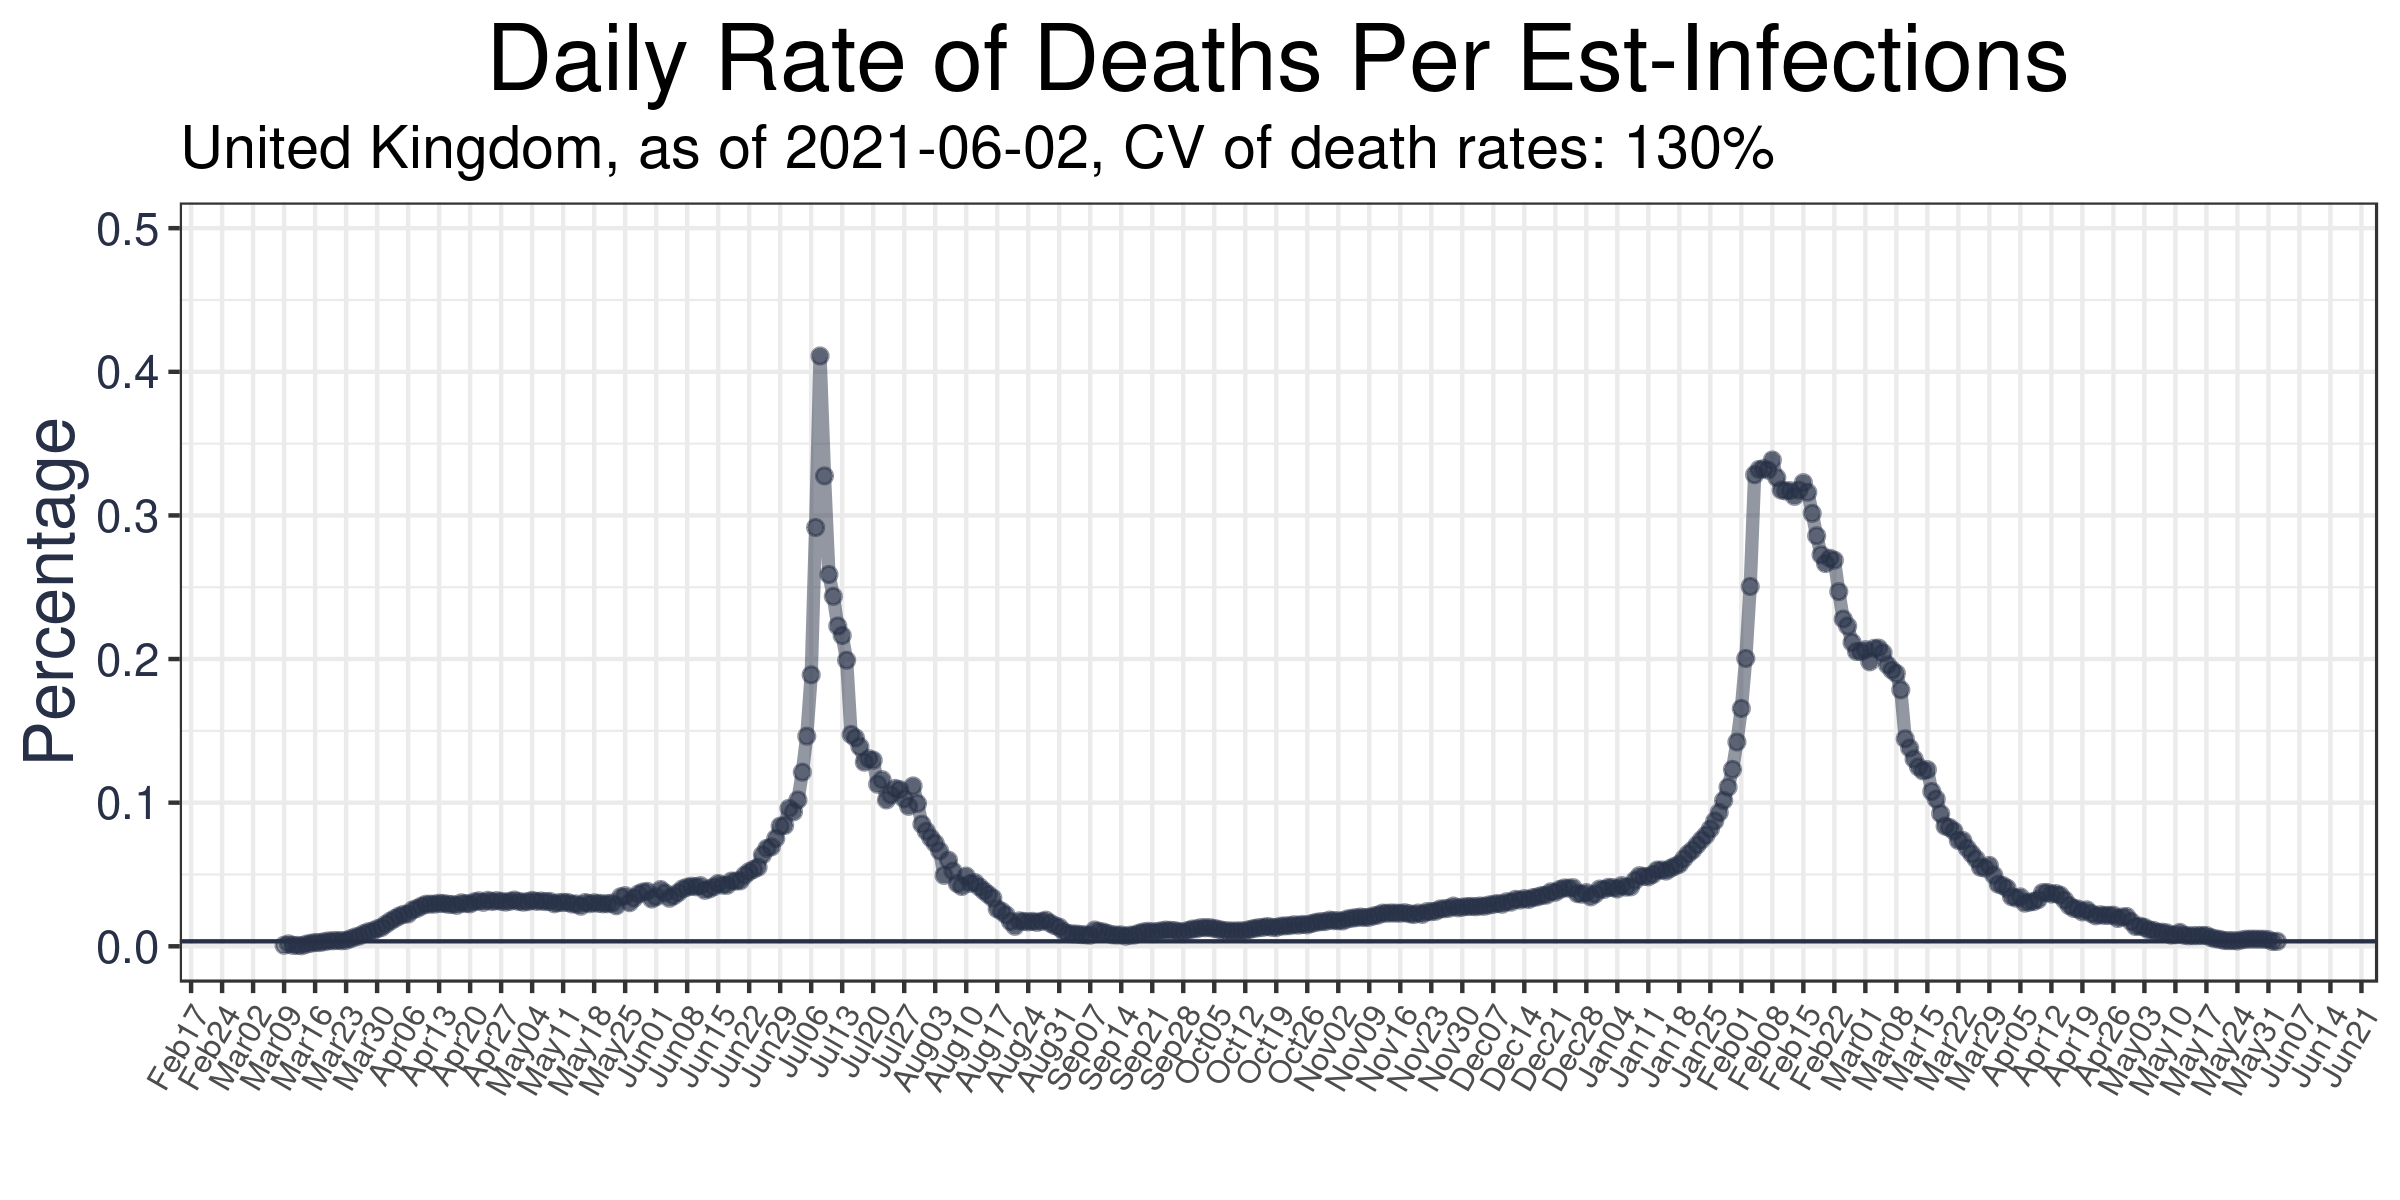 Daily Rate of Deaths Per Est-Infections
United Kingdom, as of 2021-06-02, CV of death rates: 130%
Percentage
0.5
0.4
0.3
0.2
0.1
0.0
Feb17
Feb24
Mar02
Mar09
Mar16
Mar23
Mar30
Apr06
Apr13
Apr20
Apr27
May04
May11
May18
May25
Jun01
Jun08
Jun15
Jun22
Jun29
Jul06
Jul13
Jul20
Jul27
Aug03
Aug10
Aug17
Aug24
Aug31
Sep07
Sep14
Sep21
Sep28
Oct05
Oct12
Oct19
Oct26
Nov02
Nov09
Nov16
Nov23
Nov30
Dec07
Dec14
Dec21
Dec28
Jan04
Jan11
Jan18
Jan25
Feb01
Feb08
Feb15
Feb22
Mar01
Mar08
Mar15
Mar22
Mar29
Apr05
Apr12
Apr19
Apr26
May03
May10
May17
May24
May31
Jun07
Jun14
Jun21